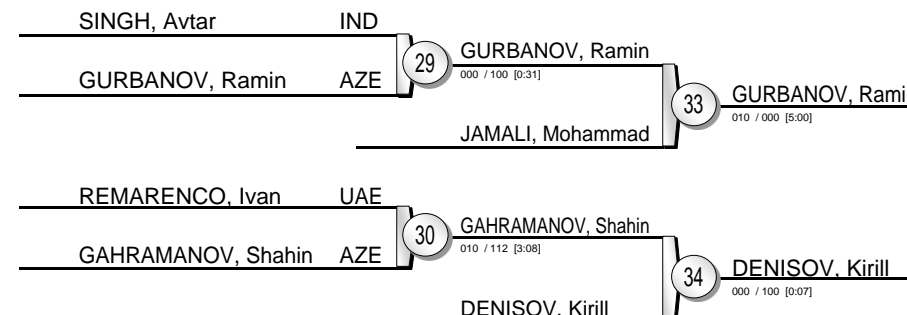 SINGH, Avtar IND
GURBANOV, Ramin AZE
29
GURBANOV, Ramin
000 / 100 [0:31]
JAMALI, Mohammad
33
GURBANOV, Rami
010 / 000 [5:00]
REMARENCO, Ivan UAE
GAHRAMANOV, Shahin AZE
30
GAHRAMANOV, Shahin
010 / 112 [3:08]
DENISOV, Kirill
34
DENISOV, Kirill
000 / 100 [0:07]